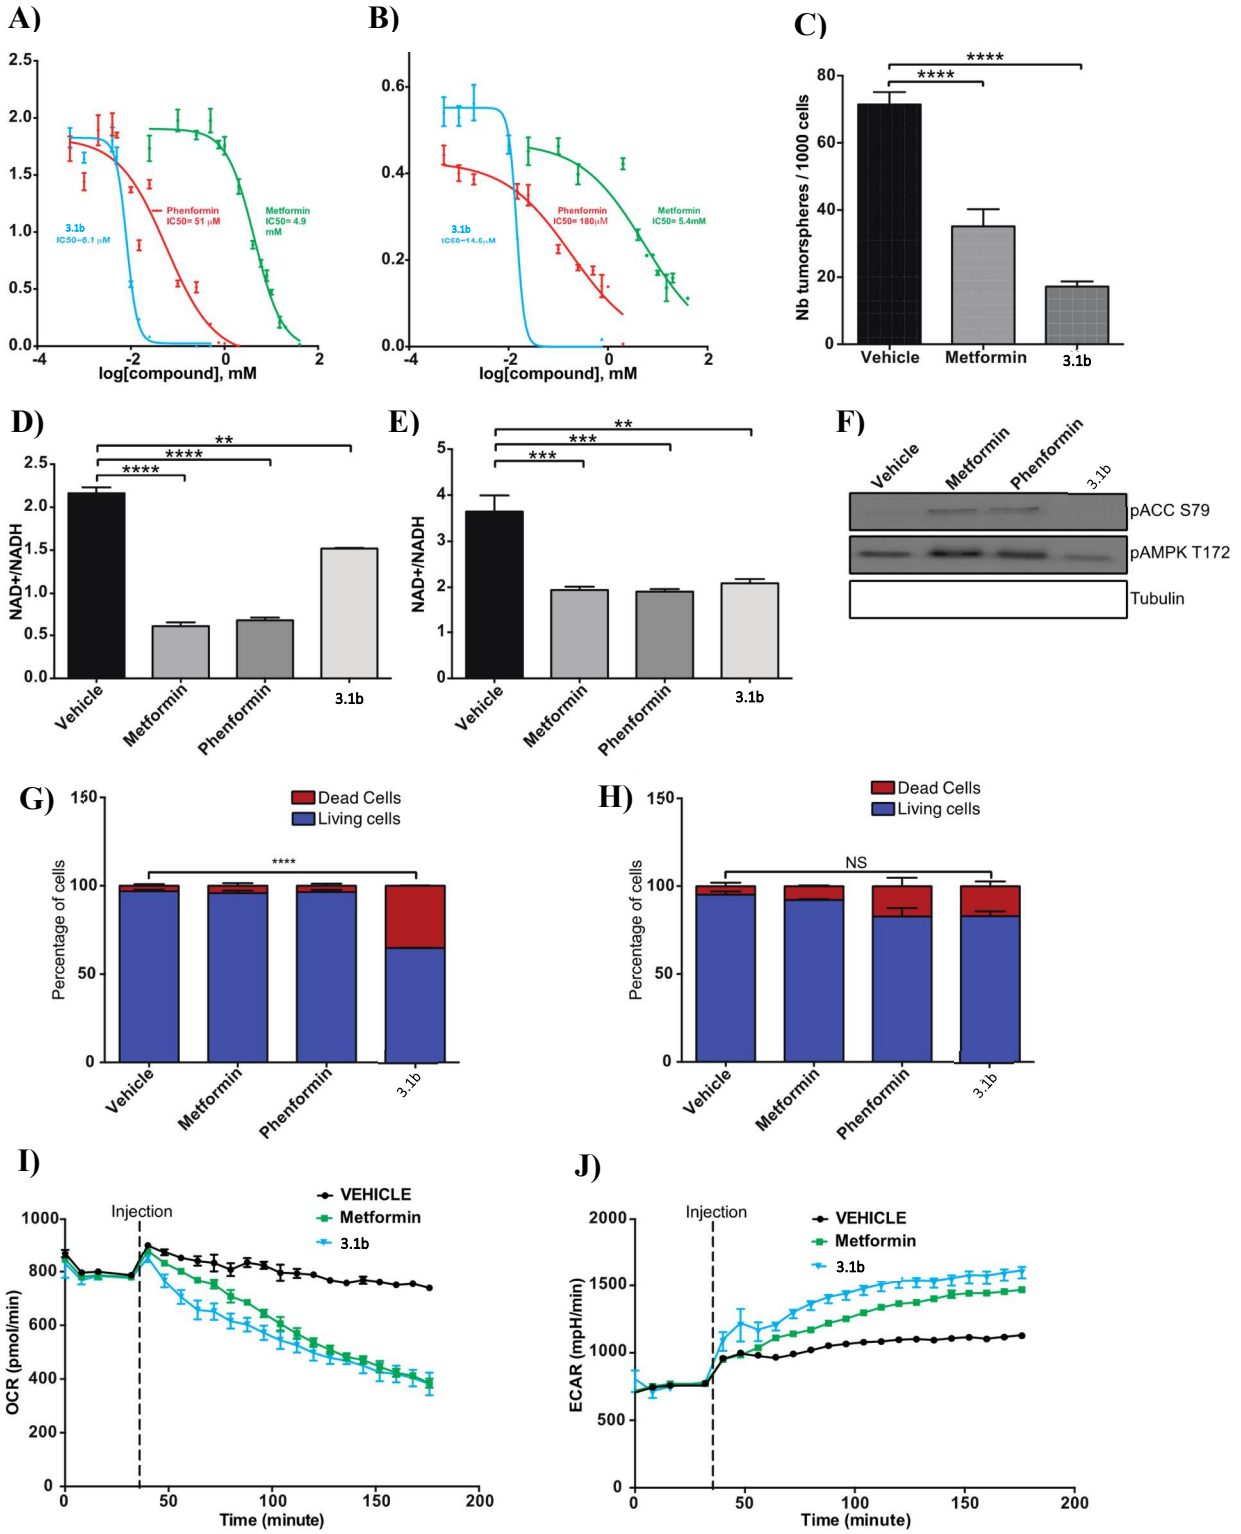 A)
2.5
2.0
1.5
1.0
0.5
0.0
-4
-2
0
2
log[compound], mM
3.1b
IC50=6.1 μM
Phenformin
IC50= 51 μM
Metformin
IC50= 4.9
mM
B)
0.6
0.4
0.2
0.0
-4
-2
0
2
log[compound], mM
3.1b
IC50=14.5μM
Phenformin
IC50= 180μM
Metformin
IC50= 5.4mM
C)
****
****
80
60
40
20
0
Nb tumorspheres / 1000 cells
Vehicle
Metformin
3.1b
D)
**
****
****
2.5
2.0
1.5
1.0
0.5
0.0
NAD+/NADH
Vehicle
Metformin
Phenformin
3.1b
E)
**
***
***
5
4
3
2
1
0
NAD+/NADH
Vehicle
Metformin
Phenformin
3.1b
F)
Vehicle
Metformin
Phenformin
3.1b
pACC S79
pAMPK T172
Tubulin
G)
Dead Cells
Living cells
****
150
100
50
0
Percentage of cells
Vehicle
Metformin
Phenformin
3.1b
H)
Dead Cells
Living cells
NS
150
100
50
0
Percentage of cells
Vehicle
Metformin
Phenformin
3.1b
I)
Injection
VEHICLE
Metformin
3.1b
1000
800
600
400
200
0
OCR (pmol/min)
0
50
100
150
200
Time (minute)
J)
Injection
VEHICLE
Metformin
3.1b
2000
1500
1000
500
0
ECAR (mpH/min)
0
50
100
150
200
Time (minute)